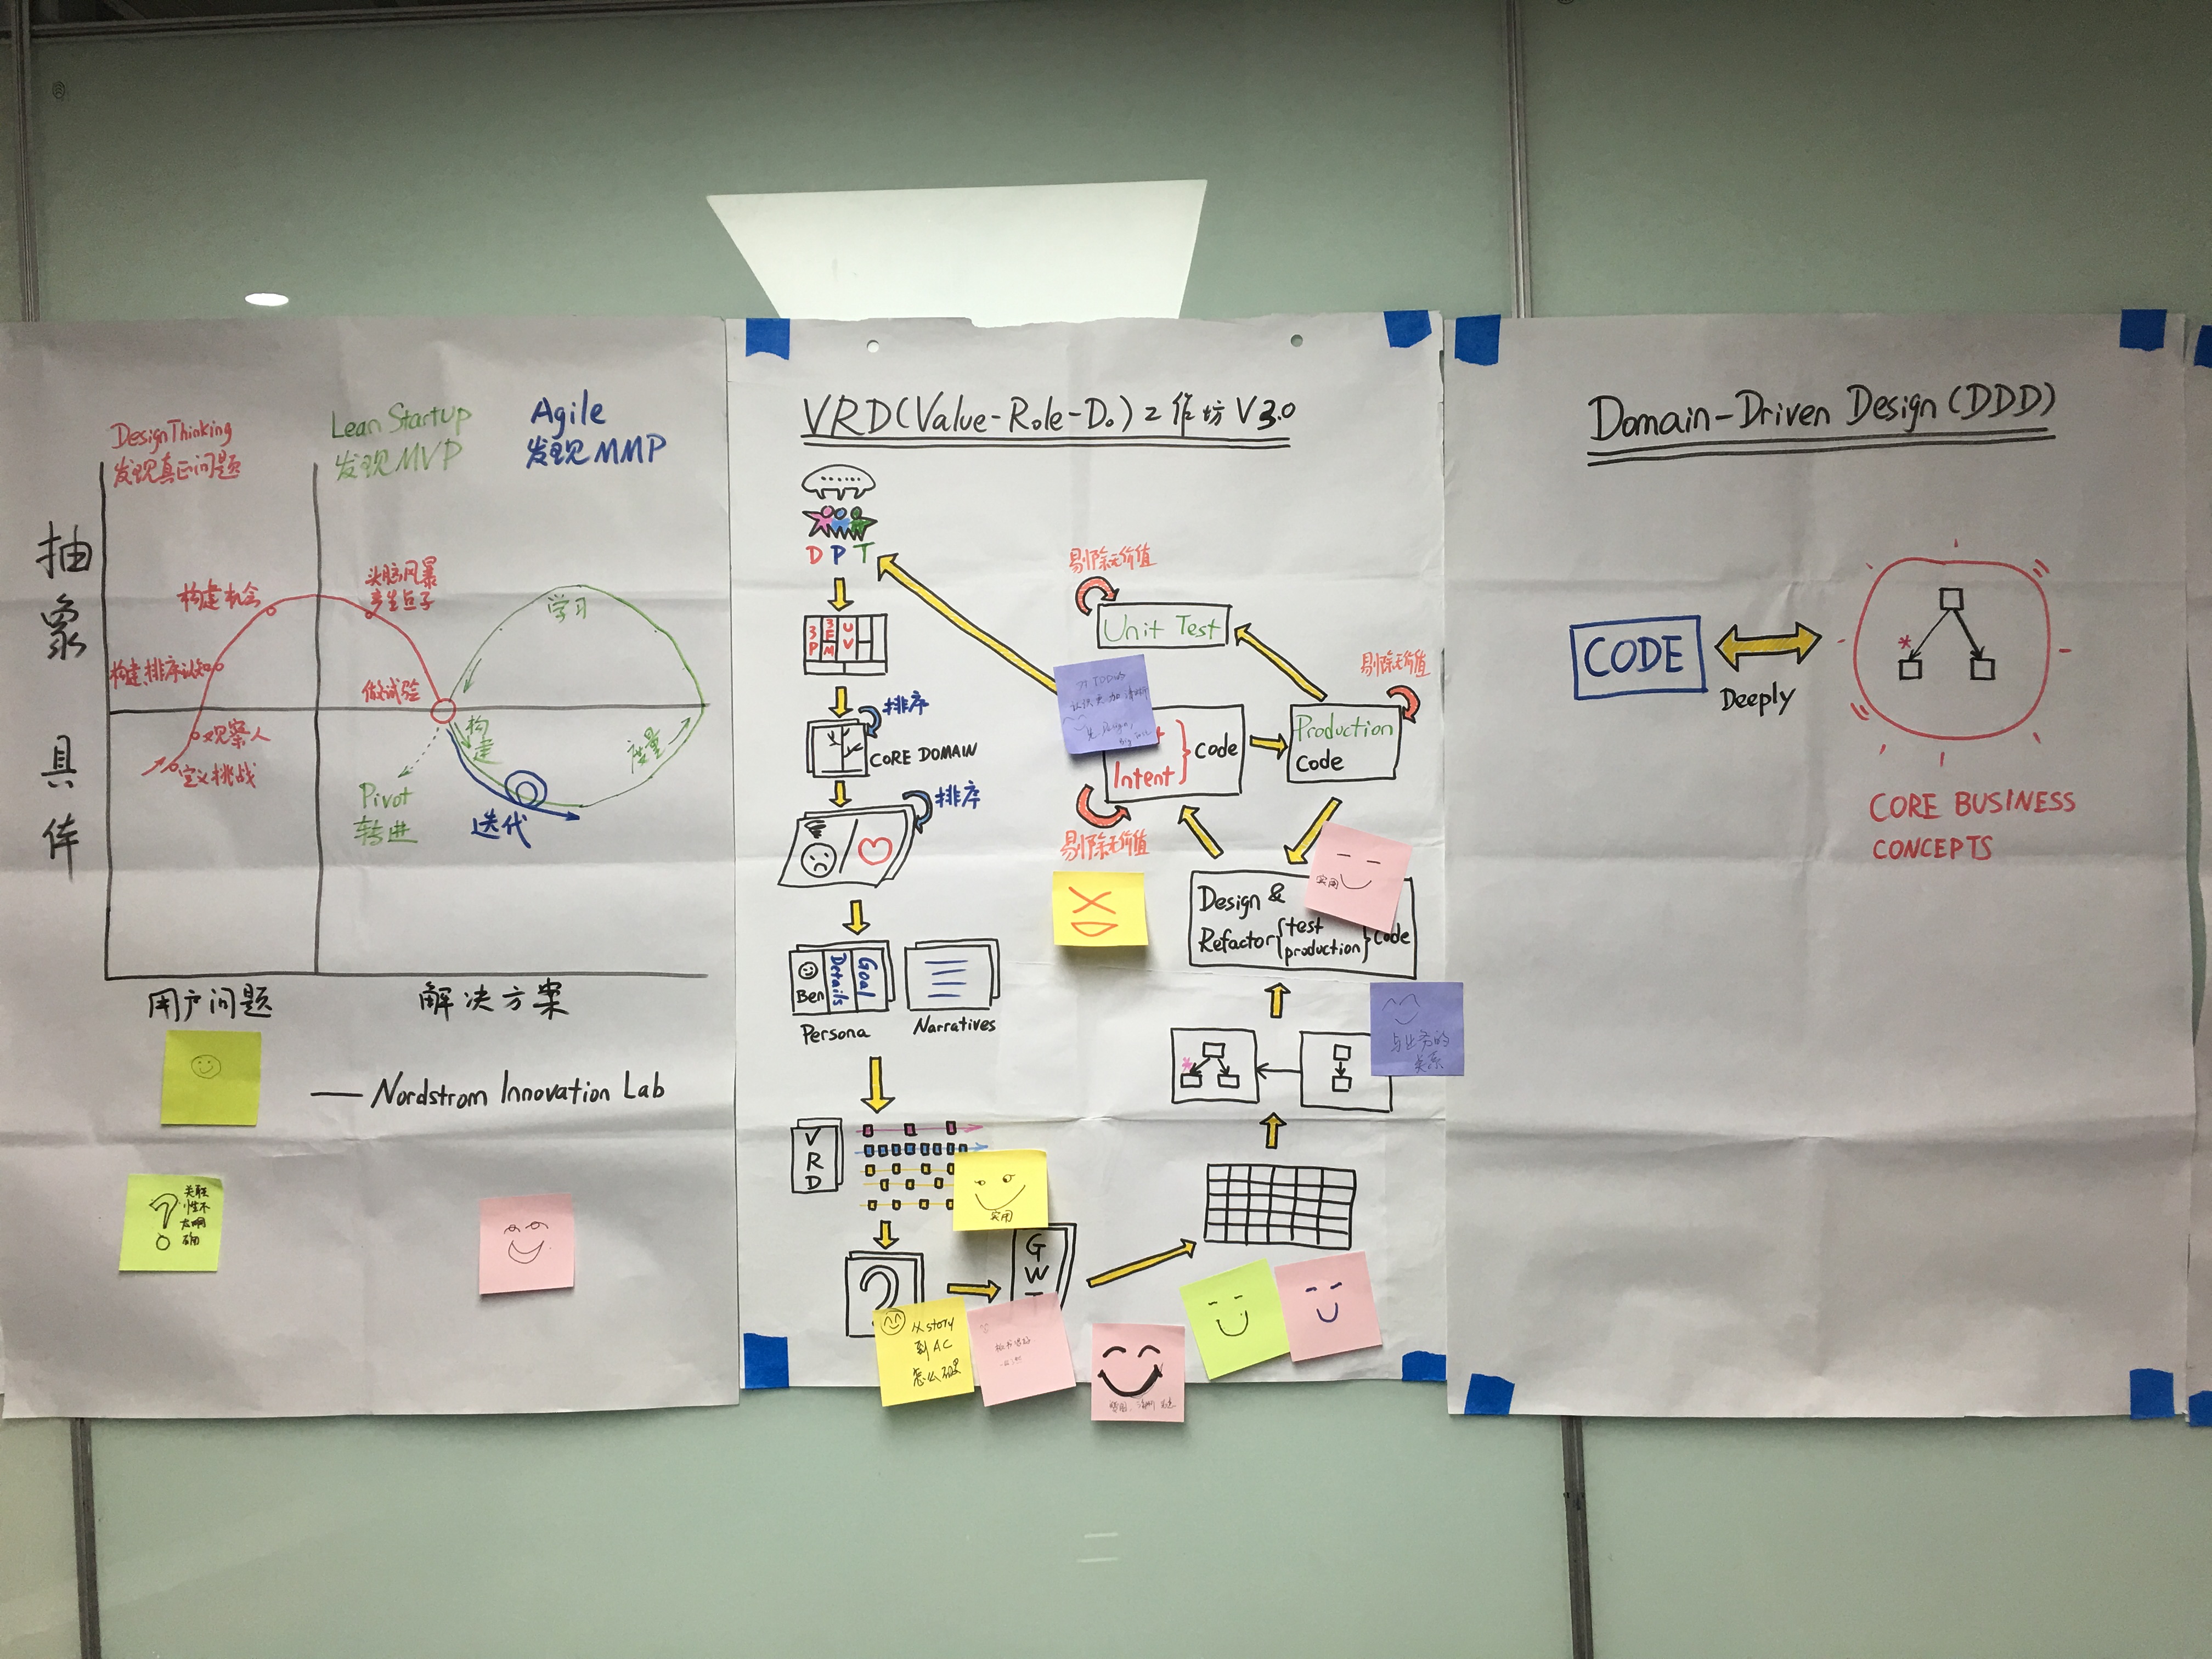 Design Thinking
发现真正问题
Lean Startup
发现MVP
Agile
发现MMP
抽象
具体
构建机会
头脑风暴
产生点子
构建、排序认知
做试验
观察人
定义挑战
学习
构建
度量
Pivot
转进
迭代
用户问题
解决方案
— Nordstrom Innovation Lab
关联
性不
太明
确
?
VRD(Value-Role-D.)工作坊V3.0
D P T
3P
3EM
UV
排序
CORE DOMAIN
排序
Ben
Details
Goal
Persona
Narratives
VRD
实用
?
GWT
从story
到AC
怎么
剔除无价值
Unit Test
剔除无价值
Intent
Code
Production
Code
剔除无价值
实用
Design &
Refactor
test
production
Code
与业务的
关系
Domain-Driven Design(DDD)
CODE
Deeply
CORE BUSINESS
CONCEPTS